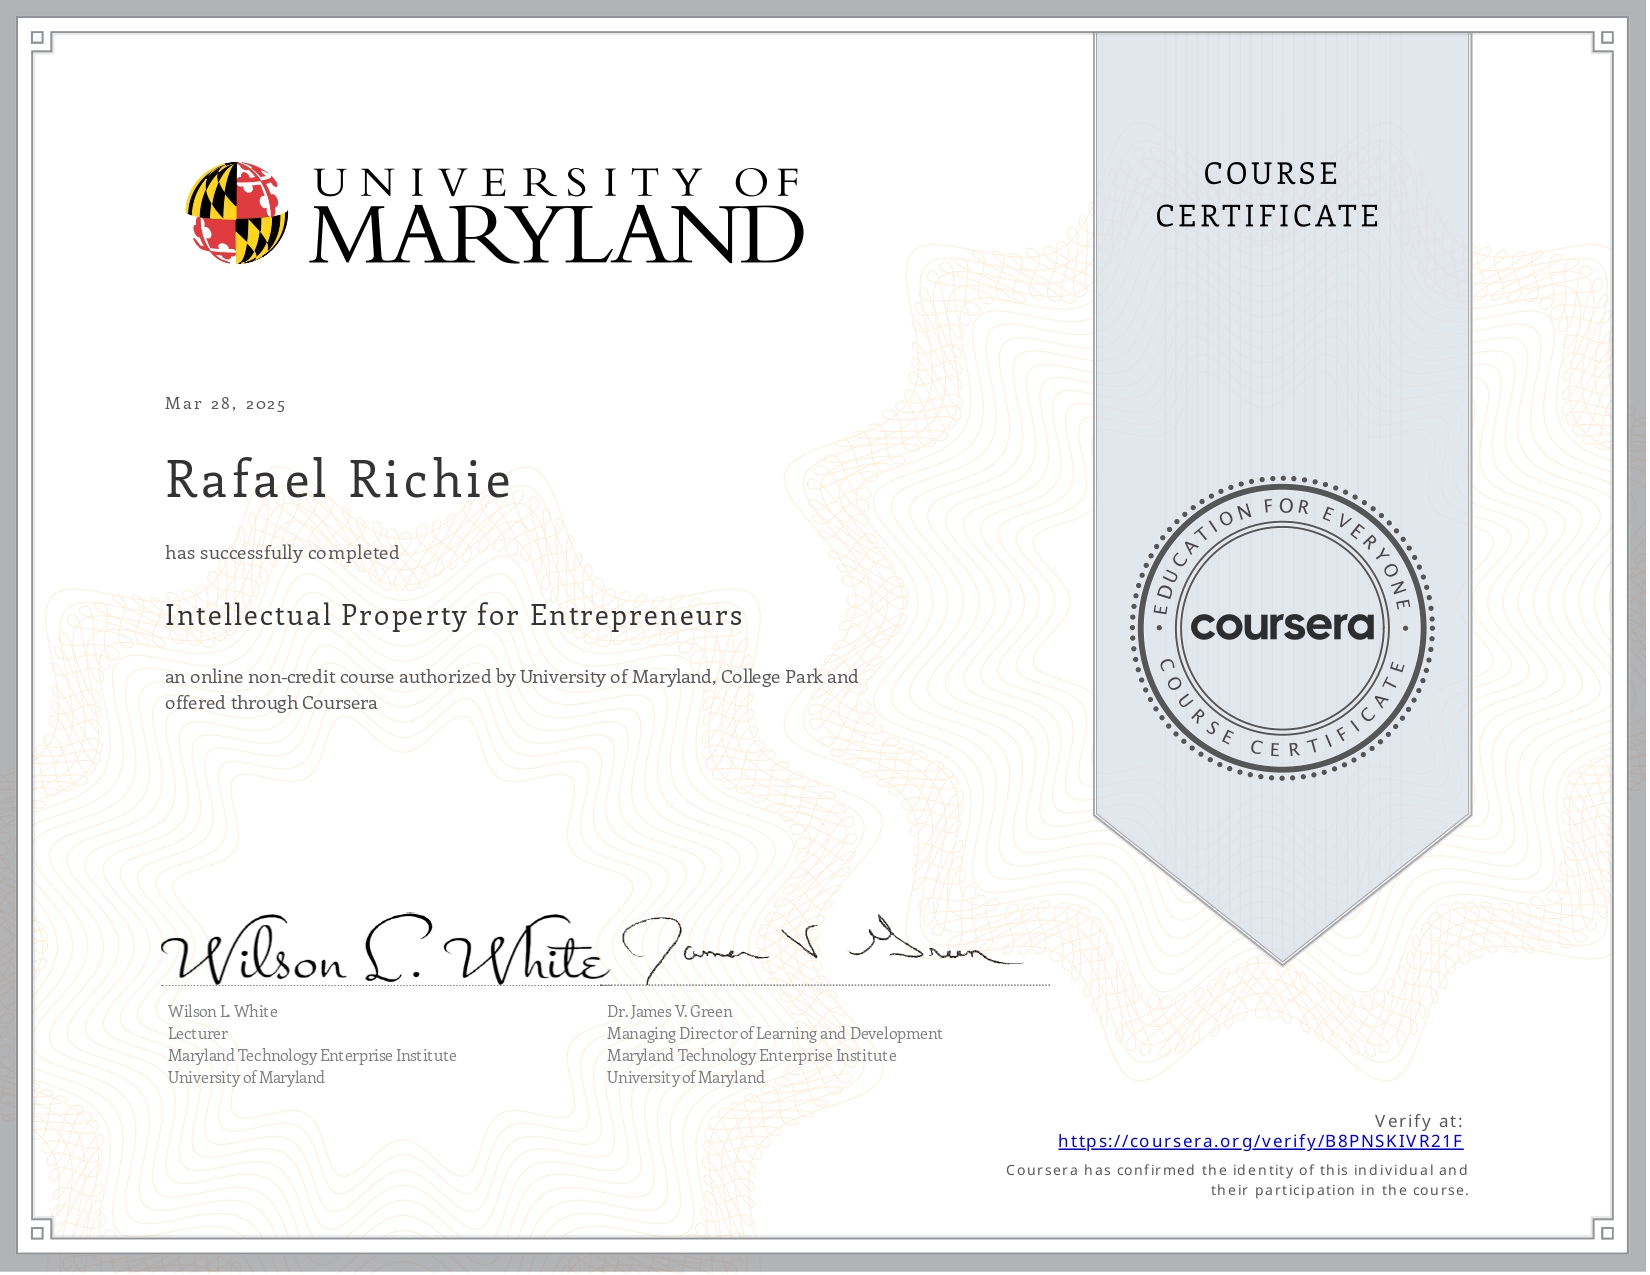 UNIVERSITY OF
MARYLAND
COURSE
CERTIFICATE
Mar 28, 2025
Rafael Richie
has successfully completed
Intellectual Property for Entrepreneurs
an online non-credit course authorized by University of Maryland, College Park and
offered through Coursera
• EDUCATION FOR EVERYONE •
coursera
COURSE CERTIFICATE
Wilson L. White
James V Green
Wilson L. White
Lecturer
Maryland Technology Enterprise Institute
University of Maryland
Dr. James V. Green
Managing Director of Learning and Development
Maryland Technology Enterprise Institute
University of Maryland
Verify at:
https://coursera.org/verify/B8PNSKIVR21F
Coursera has confirmed the identity of this individual and
their participation in the course.